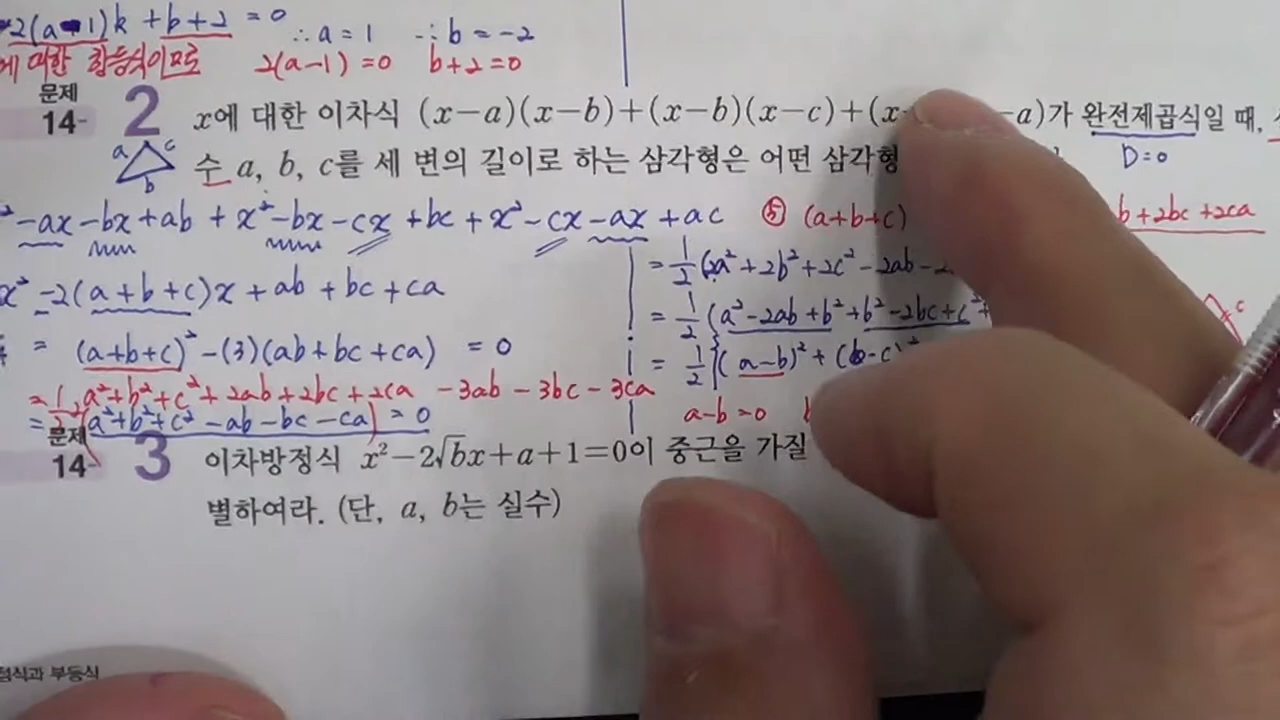 2(a-1)k + b+2 = 0 ∴ a = 1 ∴ b = -2
에 대한 항등식이므로 2(a-1) = 0 b+2 = 0
문제
14- 2 x에 대한 이차식 (x-a)(x-b)+(x-b)(x-c)+(x -a)가 완전제곱식일 때,
a c b D=0
수 a, b, c를 세 변의 길이로 하는 삼각형은 어떤 삼각형
-ax -bx +ab + x² -bx -cx +bc + x² -cx -ax + ac ⑤ (a+b+c) b + 2bc + 2ca
= 1/2 (2a² + 2b² + 2c² - 2ab -
x² -2(a+b+c)x + ab + bc + ca
= 1/2 (a² - 2ab + b² + b² - 2bc + c² + c
= (a+b+c)² - (3)(ab+bc+ca) = 0
= 1/2 {(a-b)² + (b-c)²
a² + b² + c² + 2ab + 2bc + 2ca - 3ab - 3bc - 3ca
= (a² + b² + c² - ab - bc - ca) = 0 a-b = 0
문제
14- 3 이차방정식 x²-2√bx+a+1=0이 중근을 가질
별하여라. (단, a, b는 실수)
정식과 부등식